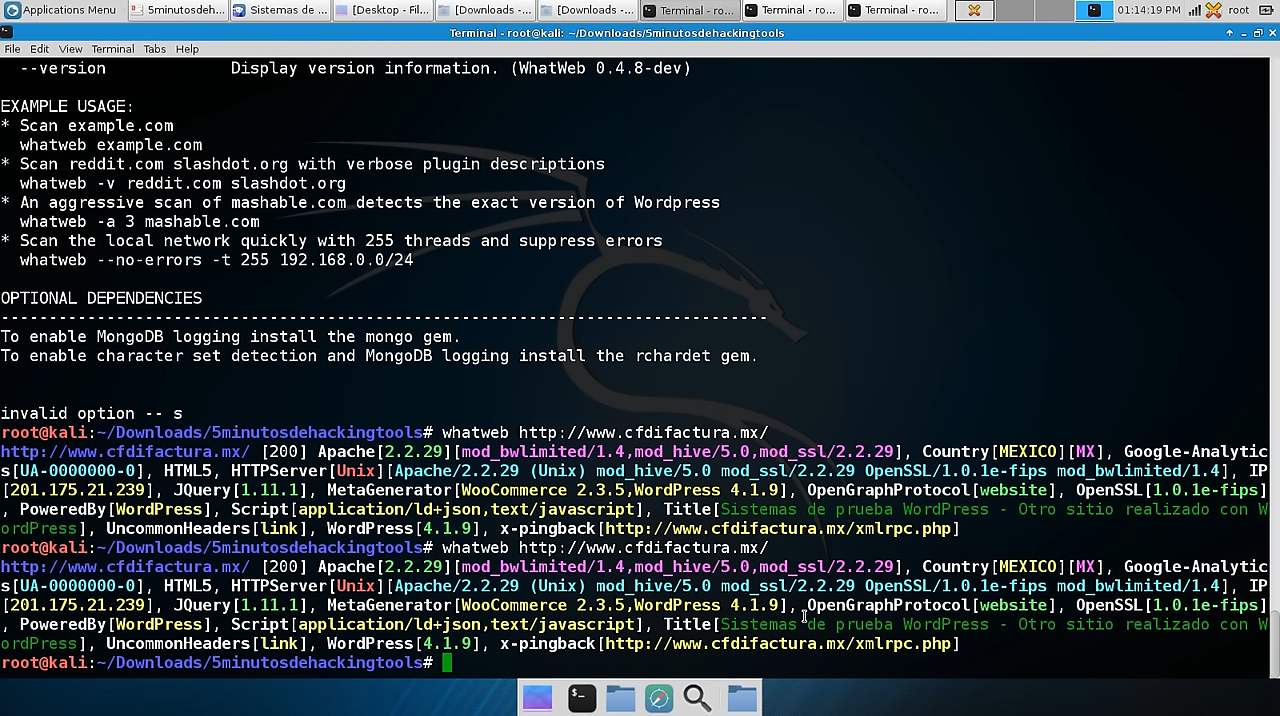 Applications Menu
5minutosdeh...
Sistemas de ...
[Desktop - Fil...
[Downloads -...
[Downloads -...
Terminal - ro...
Terminal - ro...
Terminal - ro...
01:14:19 PM
root
Terminal - root@kali: ~/Downloads/5minutosdehackingtools
File Edit View Terminal Tabs Help
--version Display version information. (WhatWeb 0.4.8-dev)
EXAMPLE USAGE:
* Scan example.com
whatweb example.com
* Scan reddit.com slashdot.org with verbose plugin descriptions
whatweb -v reddit.com slashdot.org
* An aggressive scan of mashable.com detects the exact version of Wordpress
whatweb -a 3 mashable.com
* Scan the local network quickly with 255 threads and suppress errors
whatweb --no-errors -t 255 192.168.0.0/24
OPTIONAL DEPENDENCIES
--------------------------------------------------------------------------------
To enable MongoDB logging install the mongo gem.
To enable character set detection and MongoDB logging install the rchardet gem.
invalid option -- s
root@kali:~/Downloads/5minutosdehackingtools# whatweb http://www.cfdifactura.mx/
http://www.cfdifactura.mx/ [200] Apache[2.2.29][mod_bwlimited/1.4,mod_hive/5.0,mod_ssl/2.2.29], Country[MEXICO][MX], Google-Analytic
s[UA-0000000-0], HTML5, HTTPServer[Unix][Apache/2.2.29 (Unix) mod_hive/5.0 mod_ssl/2.2.29 OpenSSL/1.0.1e-fips mod_bwlimited/1.4], IP
[201.175.21.239], JQuery[1.11.1], MetaGenerator[WooCommerce 2.3.5,WordPress 4.1.9], OpenGraphProtocol[website], OpenSSL[1.0.1e-fips]
, PoweredBy[WordPress], Script[application/ld+json,text/javascript], Title[Sistemas de prueba WordPress - Otro sitio realizado con W
ordPress], UncommonHeaders[link], WordPress[4.1.9], x-pingback[http://www.cfdifactura.mx/xmlrpc.php]
root@kali:~/Downloads/5minutosdehackingtools# whatweb http://www.cfdifactura.mx/
http://www.cfdifactura.mx/ [200] Apache[2.2.29][mod_bwlimited/1.4,mod_hive/5.0,mod_ssl/2.2.29], Country[MEXICO][MX], Google-Analytic
s[UA-0000000-0], HTML5, HTTPServer[Unix][Apache/2.2.29 (Unix) mod_hive/5.0 mod_ssl/2.2.29 OpenSSL/1.0.1e-fips mod_bwlimited/1.4], IP
[201.175.21.239], JQuery[1.11.1], MetaGenerator[WooCommerce 2.3.5,WordPress 4.1.9], OpenGraphProtocol[website], OpenSSL[1.0.1e-fips]
, PoweredBy[WordPress], Script[application/ld+json,text/javascript], Title[Sistemas de prueba WordPress - Otro sitio realizado con W
ordPress], UncommonHeaders[link], WordPress[4.1.9], x-pingback[http://www.cfdifactura.mx/xmlrpc.php]
root@kali:~/Downloads/5minutosdehackingtools#